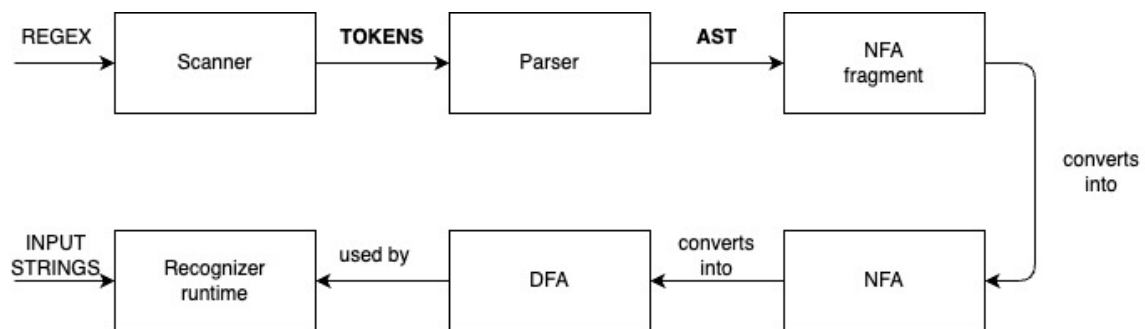 REGEX
Scanner
TOKENS
Parser
AST
NFA
fragment
converts
into
INPUT
STRINGS
Recognizer
runtime
used by
DFA
converts
into
NFA